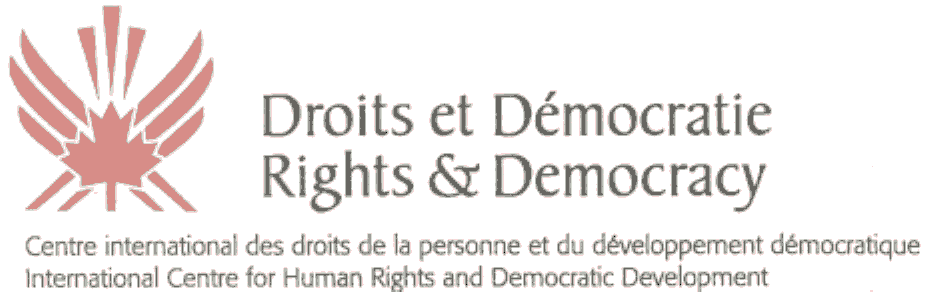 Droits et Démocratie
Rights & Democracy
Centre international des droits de la personne et du développement démocratique
International Centre for Human Rights and Democratic Development